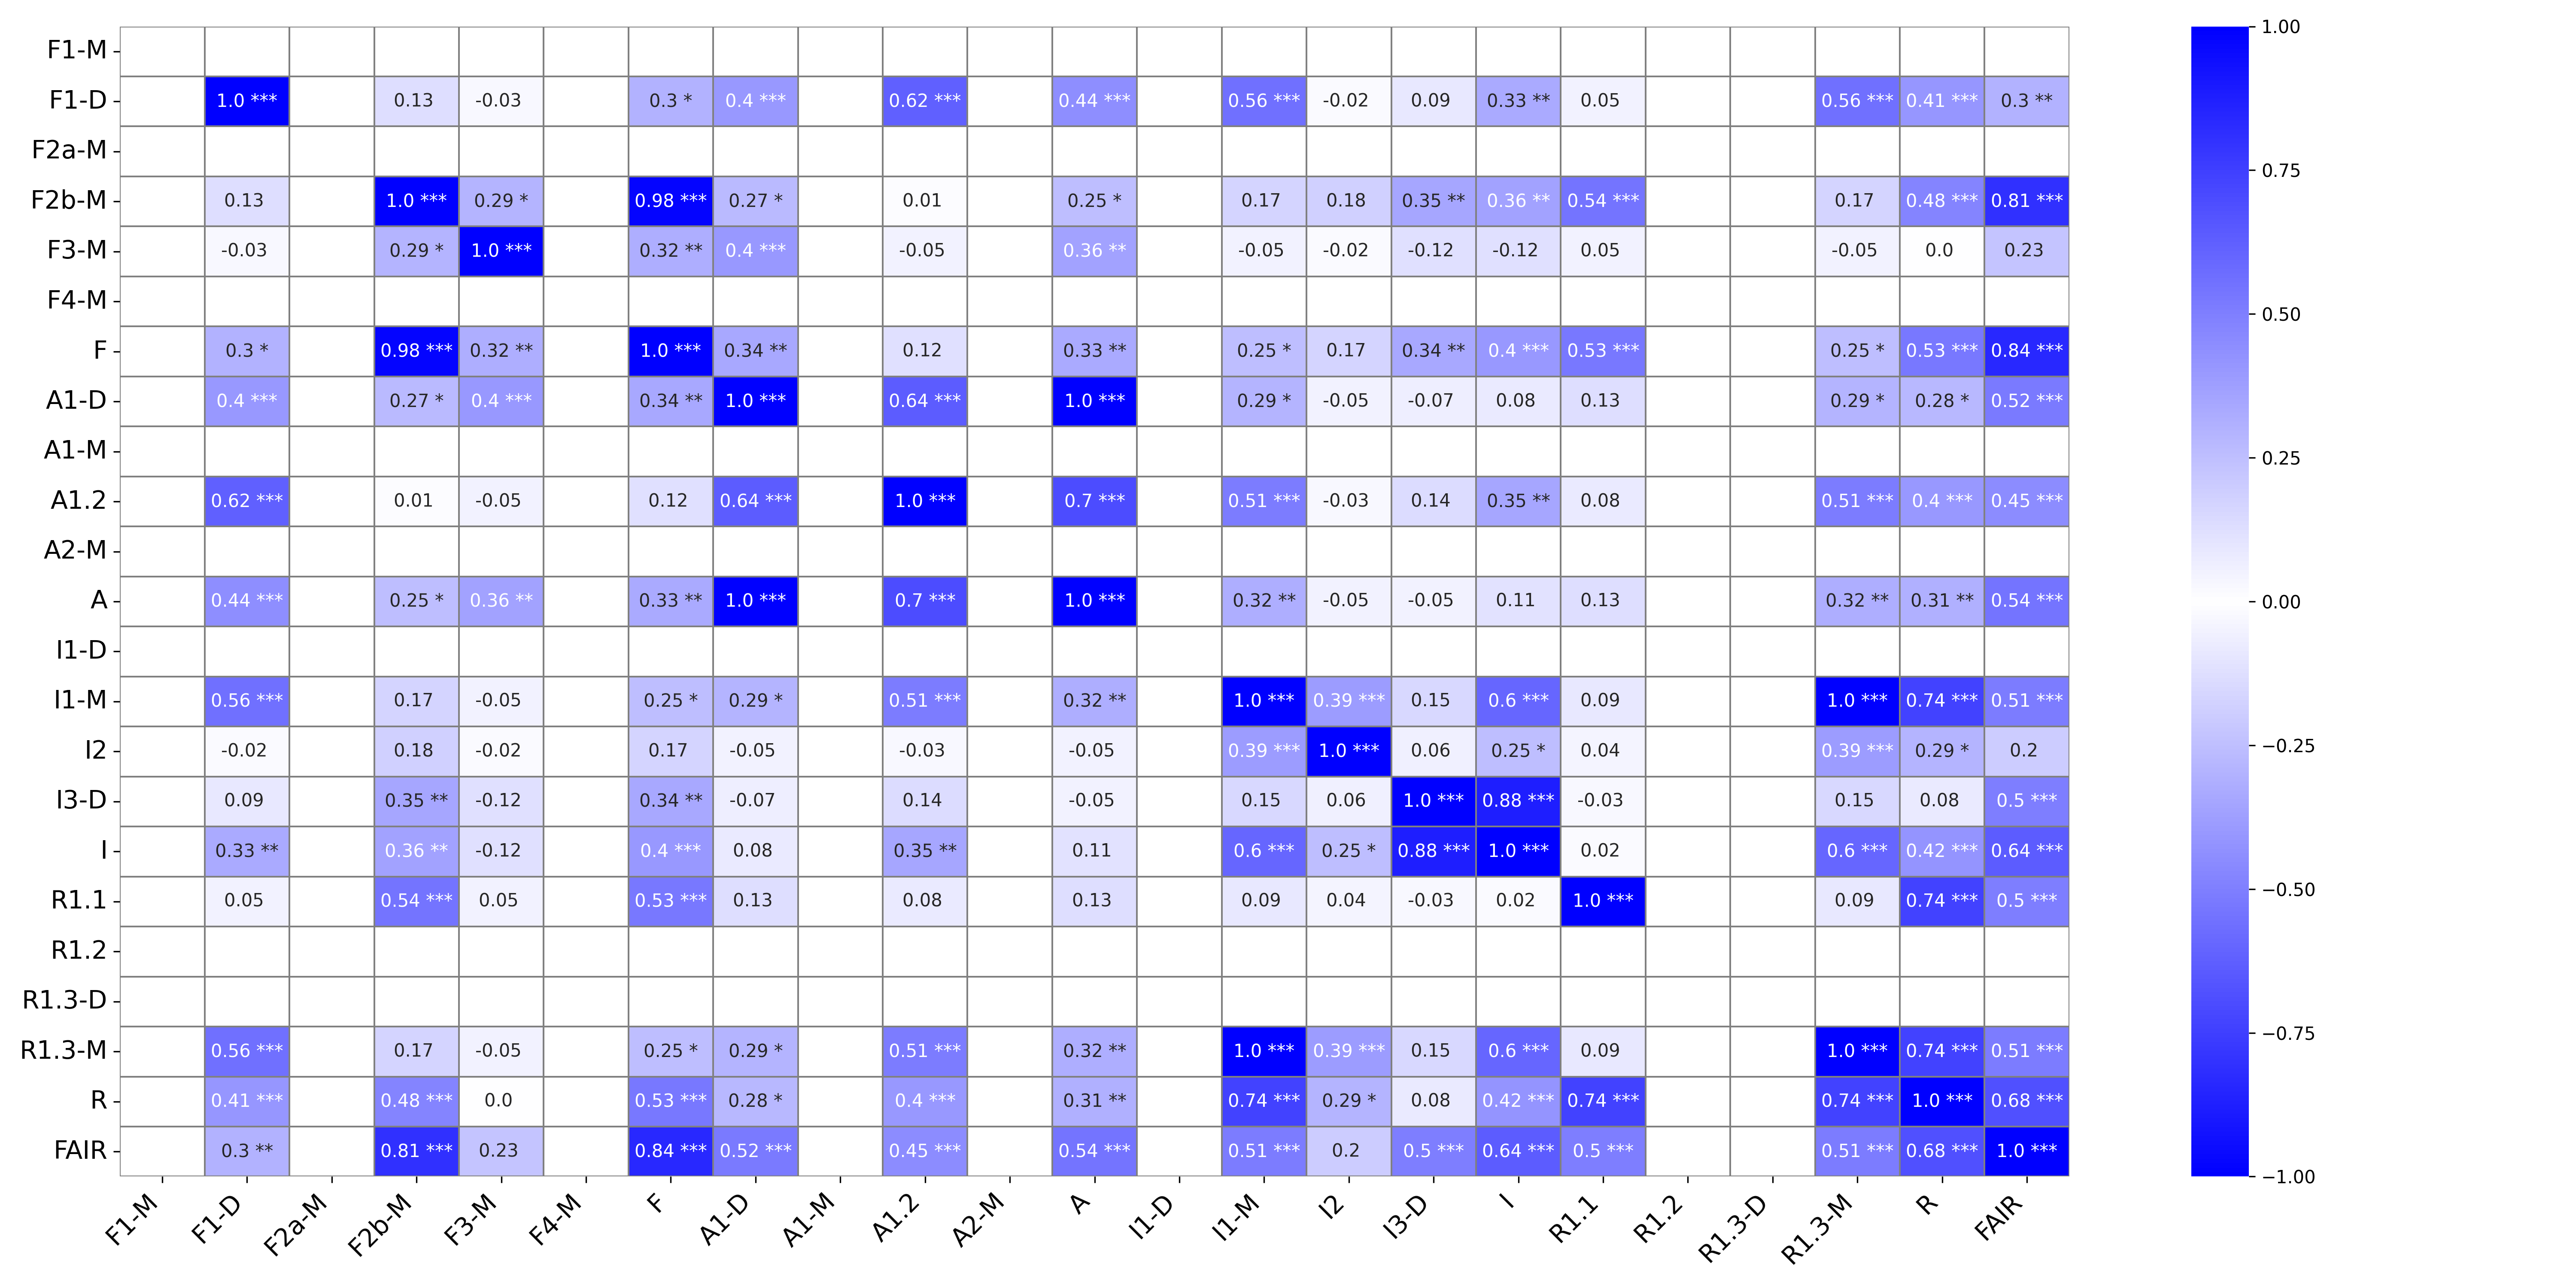 F1-M
F1-D 1.0 *** 0.13 -0.03 0.3 * 0.4 *** 0.62 *** 0.44 *** 0.56 *** -0.02 0.09 0.33 ** 0.05 0.56 *** 0.41 *** 0.3 **
F2a-M
F2b-M 0.13 1.0 *** 0.29 * 0.98 *** 0.27 * 0.01 0.25 * 0.17 0.18 0.35 ** 0.36 ** 0.54 *** 0.17 0.48 *** 0.81 ***
F3-M -0.03 0.29 * 1.0 *** 0.32 ** 0.4 *** -0.05 0.36 ** -0.05 -0.02 -0.12 -0.12 0.05 -0.05 0.0 0.23
F4-M
F 0.3 * 0.98 *** 0.32 ** 1.0 *** 0.34 ** 0.12 0.33 ** 0.25 * 0.17 0.34 ** 0.4 *** 0.53 *** 0.25 * 0.53 *** 0.84 ***
A1-D 0.4 *** 0.27 * 0.4 *** 0.34 ** 1.0 *** 0.64 *** 1.0 *** 0.29 * -0.05 -0.07 0.08 0.13 0.29 * 0.28 * 0.52 ***
A1-M
A1.2 0.62 *** 0.01 -0.05 0.12 0.64 *** 1.0 *** 0.7 *** 0.51 *** -0.03 0.14 0.35 ** 0.08 0.51 *** 0.4 *** 0.45 ***
A2-M
A 0.44 *** 0.25 * 0.36 ** 0.33 ** 1.0 *** 0.7 *** 1.0 *** 0.32 ** -0.05 -0.05 0.11 0.13 0.32 ** 0.31 ** 0.54 ***
I1-D
I1-M 0.56 *** 0.17 -0.05 0.25 * 0.29 * 0.51 *** 0.32 ** 1.0 *** 0.39 *** 0.15 0.6 *** 0.09 1.0 *** 0.74 *** 0.51 ***
I2 -0.02 0.18 -0.02 0.17 -0.05 -0.03 -0.05 0.39 *** 1.0 *** 0.06 0.25 * 0.04 0.39 *** 0.29 * 0.2
I3-D 0.09 0.35 ** -0.12 0.34 ** -0.07 0.14 -0.05 0.15 0.06 1.0 *** 0.88 *** -0.03 0.15 0.08 0.5 ***
I 0.33 ** 0.36 ** -0.12 0.4 *** 0.08 0.35 ** 0.11 0.6 *** 0.25 * 0.88 *** 1.0 *** 0.02 0.6 *** 0.42 *** 0.64 ***
R1.1 0.05 0.54 *** 0.05 0.53 *** 0.13 0.08 0.13 0.09 0.04 -0.03 0.02 1.0 *** 0.09 0.74 *** 0.5 ***
R1.2
R1.3-D
R1.3-M 0.56 *** 0.17 -0.05 0.25 * 0.29 * 0.51 *** 0.32 ** 1.0 *** 0.39 *** 0.15 0.6 *** 0.09 1.0 *** 0.74 *** 0.51 ***
R 0.41 *** 0.48 *** 0.0 0.53 *** 0.28 * 0.4 *** 0.31 ** 0.74 *** 0.29 * 0.08 0.42 *** 0.74 *** 0.74 *** 1.0 *** 0.68 ***
FAIR 0.3 ** 0.81 *** 0.23 0.84 *** 0.52 *** 0.45 *** 0.54 *** 0.51 *** 0.2 0.5 *** 0.64 *** 0.5 *** 0.51 *** 0.68 *** 1.0 ***
F1-M F1-D F2a-M F2b-M F3-M F4-M F A1-D A1-M A1.2 A2-M A I1-D I1-M I2 I3-D I R1.1 R1.2 R1.3-D R1.3-M R FAIR
1.00
0.75
0.50
0.25
0.00
−0.25
−0.50
−0.75
−1.00